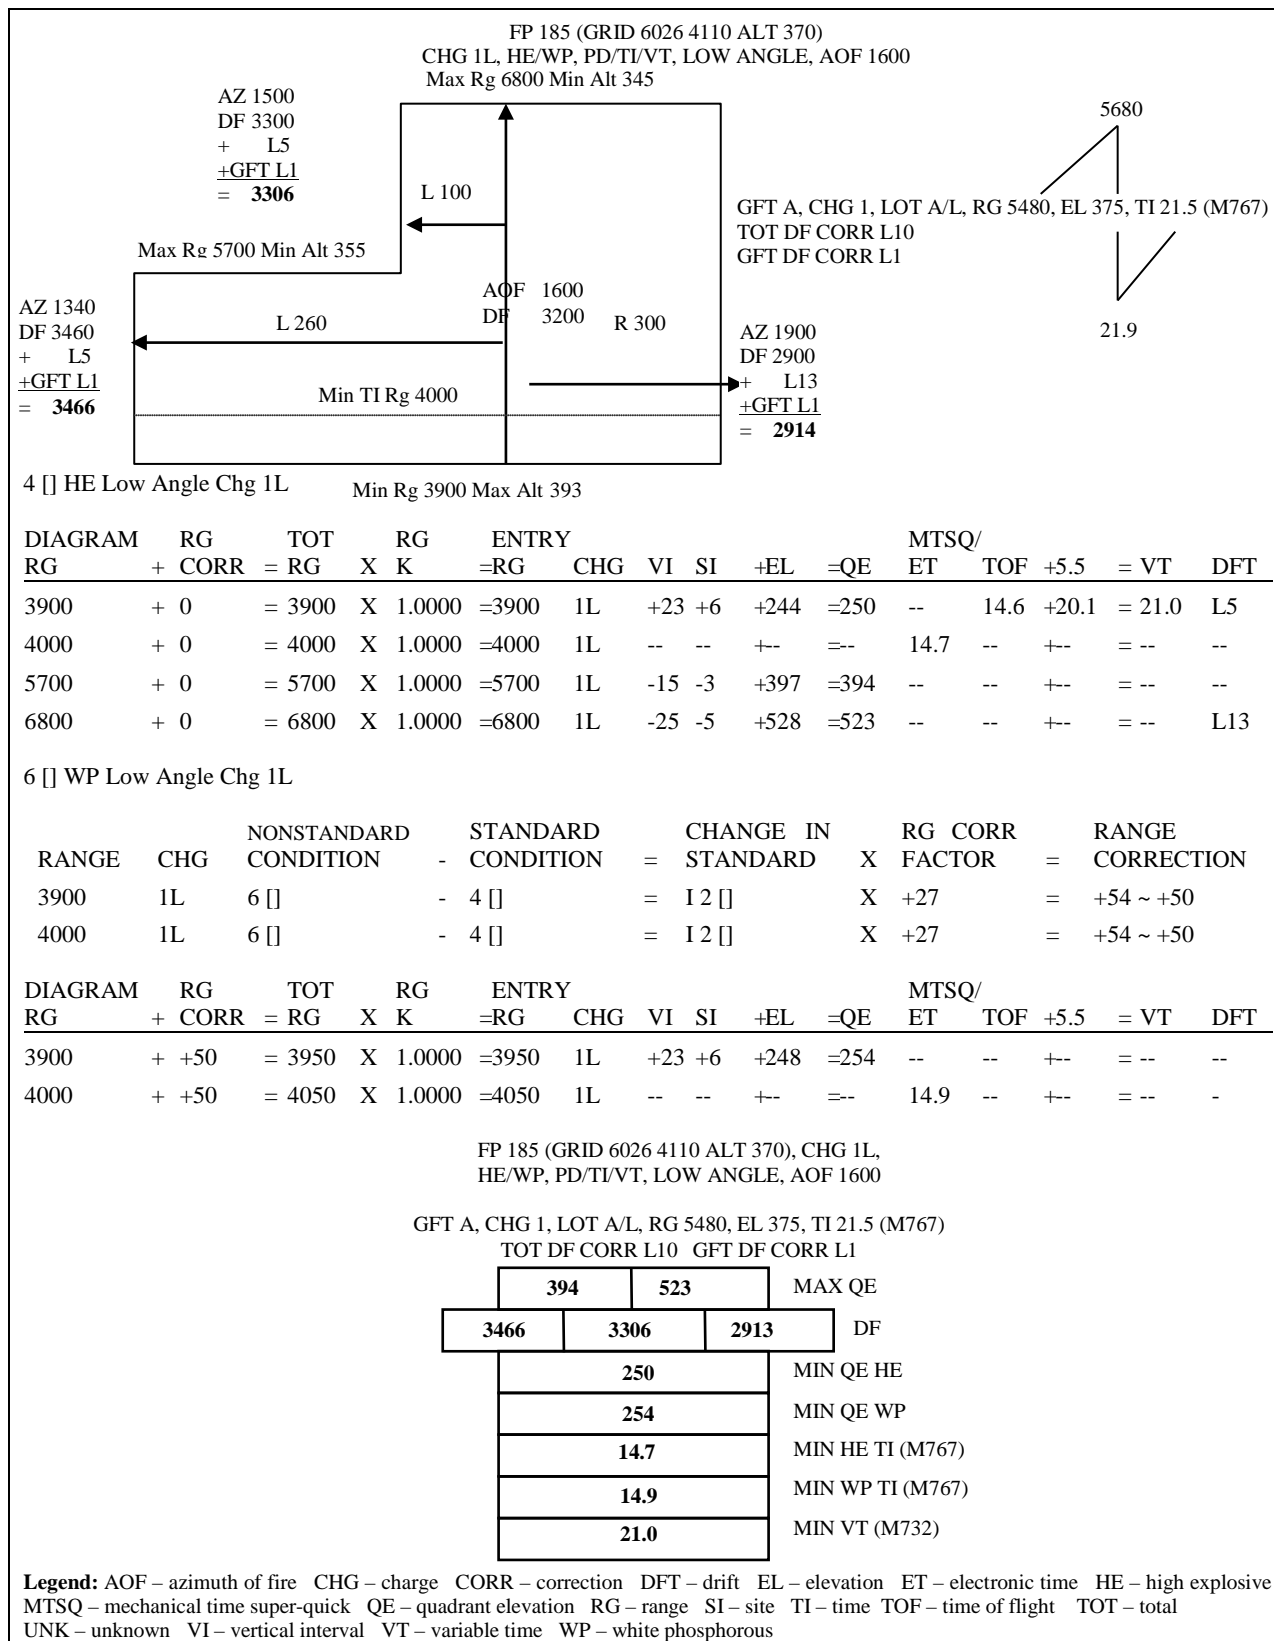 FP 185 (GRID 6026 4110 ALT 370)
CHG 1L, HE/WP, PD/TI/VT, LOW ANGLE, AOF 1600
Max Rg 6800 Min Alt 345
AZ 1500
DF 3300
+ L5
+GFT L1
= 3306
L 100
5680
GFT A, CHG 1, LOT A/L, RG 5480, EL 375, TI 21.5 (M767)
TOT DF CORR L10
GFT DF CORR L1
21.9
Max Rg 5700 Min Alt 355
AZ 1340
DF 3460
+ L5
+GFT L1
= 3466
L 260
AOF 1600
DF 3200
R 300
AZ 1900
DF 2900
+ L13
+GFT L1
= 2914
Min TI Rg 4000
4 [] HE Low Angle Chg 1L
Min Rg 3900 Max Alt 393
DIAGRAM RG TOT RG ENTRY MTSQ/
RG + CORR = RG X K =RG CHG VI SI +EL =QE ET TOF +5.5 = VT DFT
3900 + 0 = 3900 X 1.0000 =3900 1L +23 +6 +244 =250 -- 14.6 +20.1 = 21.0 L5
4000 + 0 = 4000 X 1.0000 =4000 1L -- -- +-- =-- 14.7 -- +-- = -- --
5700 + 0 = 5700 X 1.0000 =5700 1L -15 -3 +397 =394 -- -- +-- = -- --
6800 + 0 = 6800 X 1.0000 =6800 1L -25 -5 +528 =523 -- -- +-- = -- L13
6 [] WP Low Angle Chg 1L
NONSTANDARD STANDARD CHANGE IN RG CORR RANGE
RANGE CHG CONDITION - CONDITION = STANDARD X FACTOR = CORRECTION
3900 1L 6 [] - 4 [] = I 2 [] X +27 = +54 ~ +50
4000 1L 6 [] - 4 [] = I 2 [] X +27 = +54 ~ +50
DIAGRAM RG TOT RG ENTRY MTSQ/
RG + CORR = RG X K =RG CHG VI SI +EL =QE ET TOF +5.5 = VT DFT
3900 + +50 = 3950 X 1.0000 =3950 1L +23 +6 +248 =254 -- -- +-- = -- --
4000 + +50 = 4050 X 1.0000 =4050 1L -- -- +-- =-- 14.9 -- +-- = -- -
FP 185 (GRID 6026 4110 ALT 370), CHG 1L,
HE/WP, PD/TI/VT, LOW ANGLE, AOF 1600
GFT A, CHG 1, LOT A/L, RG 5480, EL 375, TI 21.5 (M767)
TOT DF CORR L10 GFT DF CORR L1
394 523 MAX QE
3466 3306 2913 DF
250 MIN QE HE
254 MIN QE WP
14.7 MIN HE TI (M767)
14.9 MIN WP TI (M767)
21.0 MIN VT (M732)
Legend: AOF – azimuth of fire CHG – charge CORR – correction DFT – drift EL – elevation ET – electronic time HE – high explosive
MTSQ – mechanical time super-quick QE – quadrant elevation RG – range SI – site TI – time TOF – time of flight TOT – total
UNK – unknown VI – vertical interval VT – variable time WP – white phosphorous